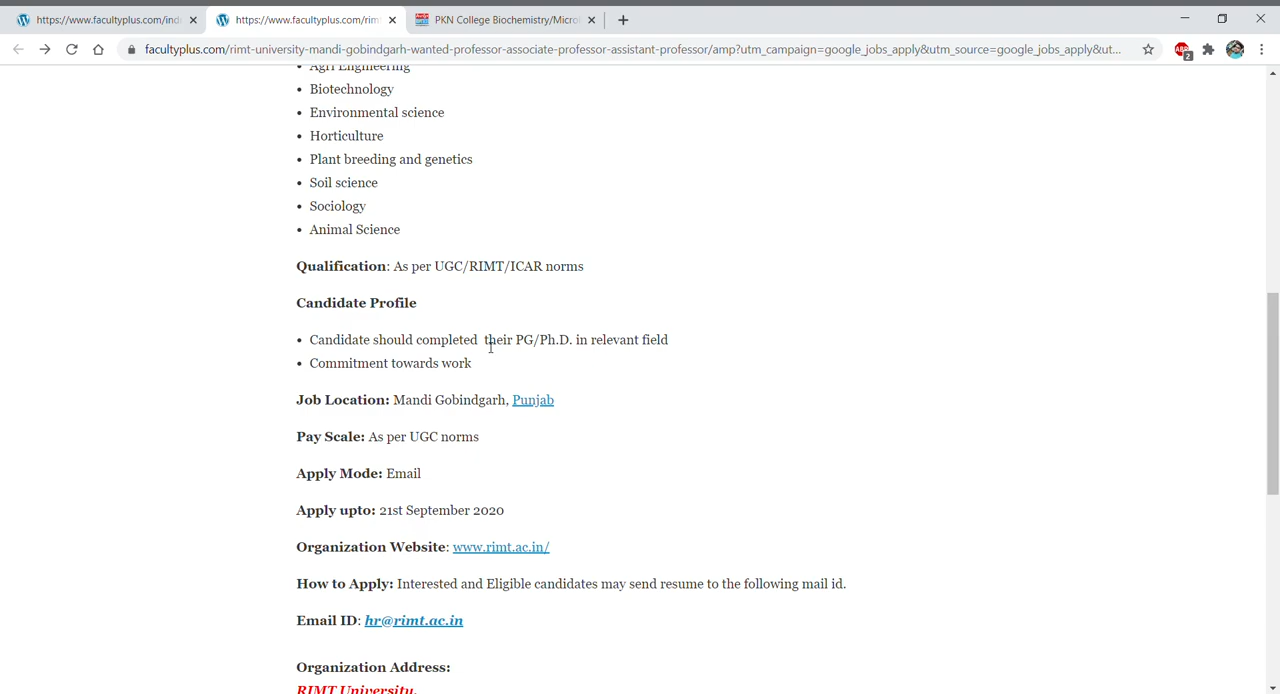 https://www.facultyplus.com/ind
https://www.facultyplus.com/rim
PKN College Biochemistry/Microl
facultyplus.com/rimt-university-mandi-gobindgarh-wanted-professor-associate-professor-assistant-professor/amp?utm_campaign=google_jobs_apply&utm_source=google_jobs_apply&ut...
ABP
2
• Agri Engineering
• Biotechnology
• Environmental science
• Horticulture
• Plant breeding and genetics
• Soil science
• Sociology
• Animal Science
Qualification: As per UGC/RIMT/ICAR norms
Candidate Profile
• Candidate should completed  their PG/Ph.D. in relevant field
• Commitment towards work
Job Location: Mandi Gobindgarh, Punjab
Pay Scale: As per UGC norms
Apply Mode: Email
Apply upto: 21st September 2020
Organization Website: www.rimt.ac.in/
How to Apply: Interested and Eligible candidates may send resume to the following mail id.
Email ID: hr@rimt.ac.in
Organization Address:
RIMT University,